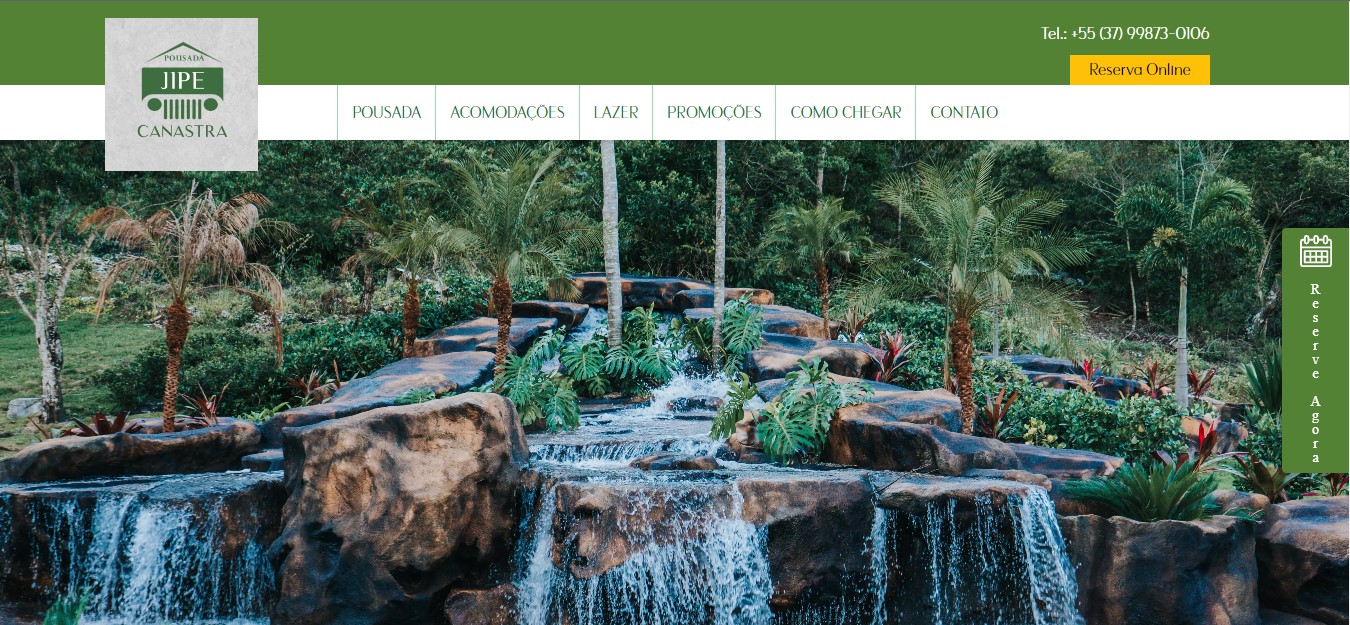 Tel.: +55 (37) 99873-0106
Reserva Online
POUSADA
JIPE
CANASTRA
POUSADA
ACOMODAÇÕES
LAZER
PROMOÇÕES
COMO CHEGAR
CONTATO
Reserve Agora